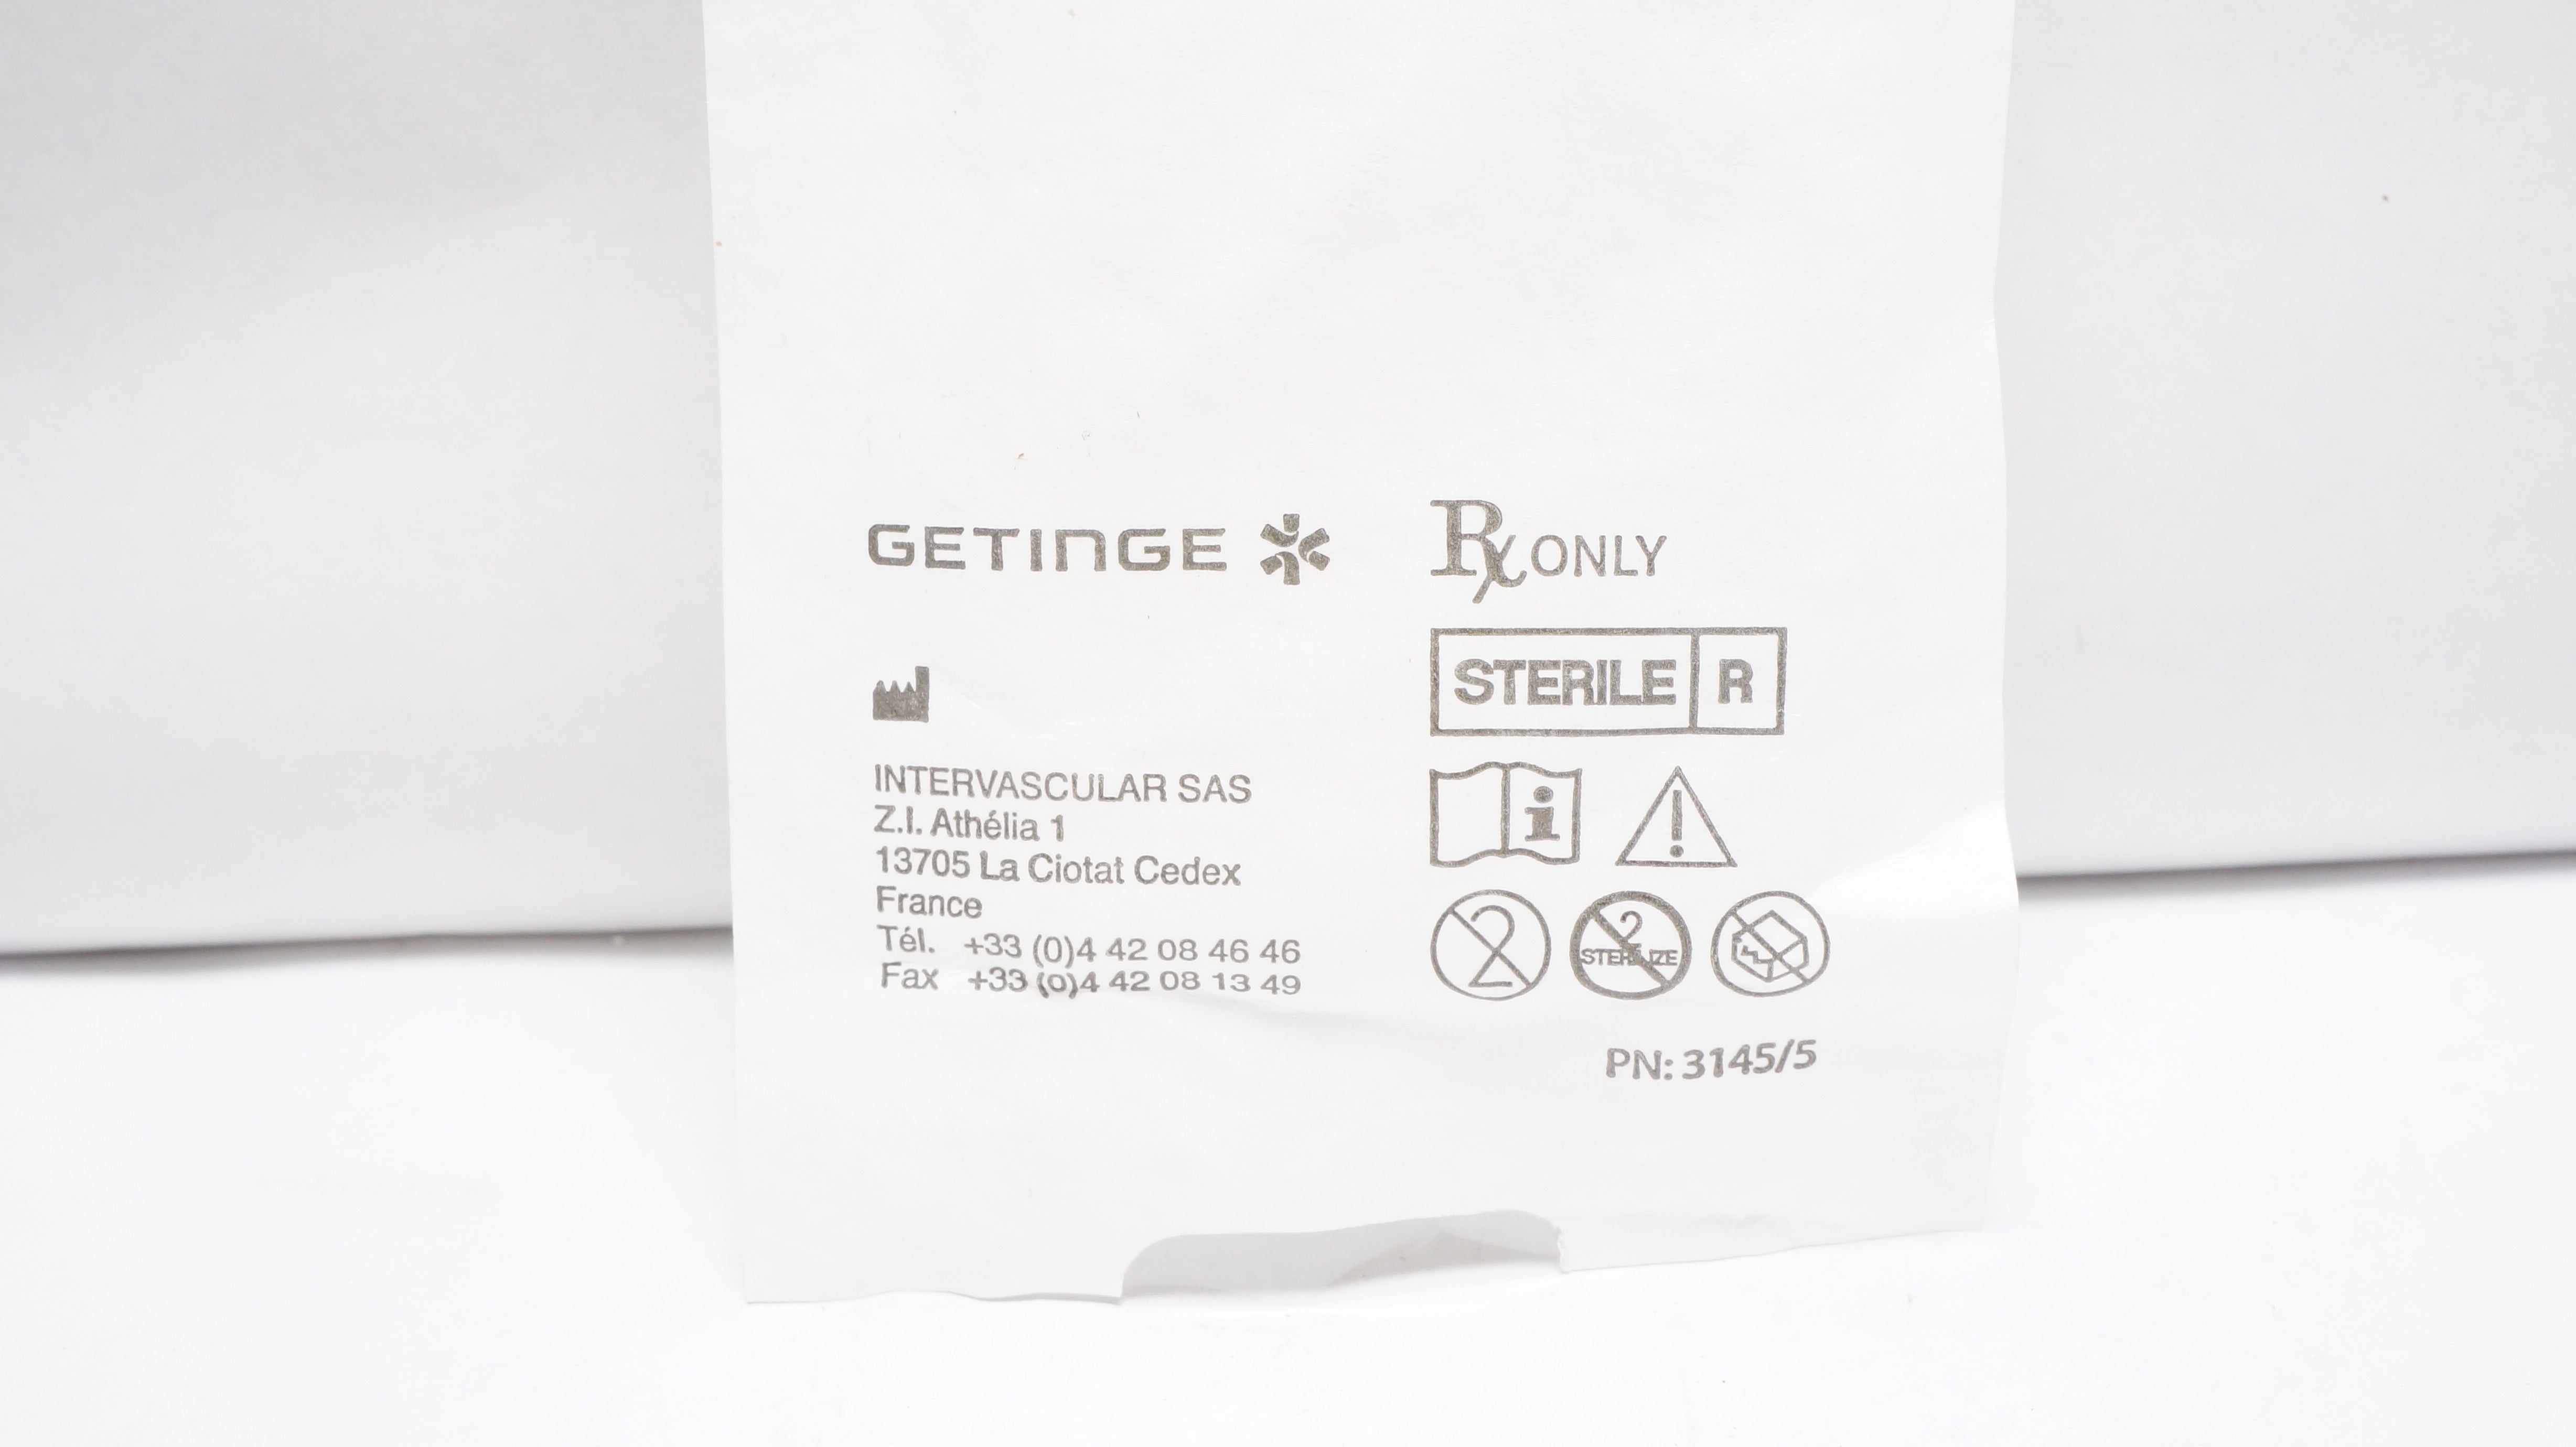 GETINGE
Rx ONLY
STERILE R
INTERVASCULAR SAS
Z.I. Athélia 1
13705 La Ciotat Cedex
France
Tél. +33 (0)4 42 08 46 46
Fax +33 (0)4 42 08 13 49
i
!
2
2 STERILIZE
PN: 3145/5